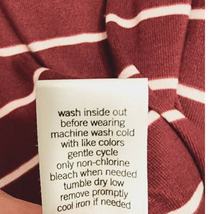 wash inside out
before wearing
machine wash cold
with like colors
gentle cycle
only non-chlorine
bleach when needed
tumble dry low
remove promptly
cool iron if needed